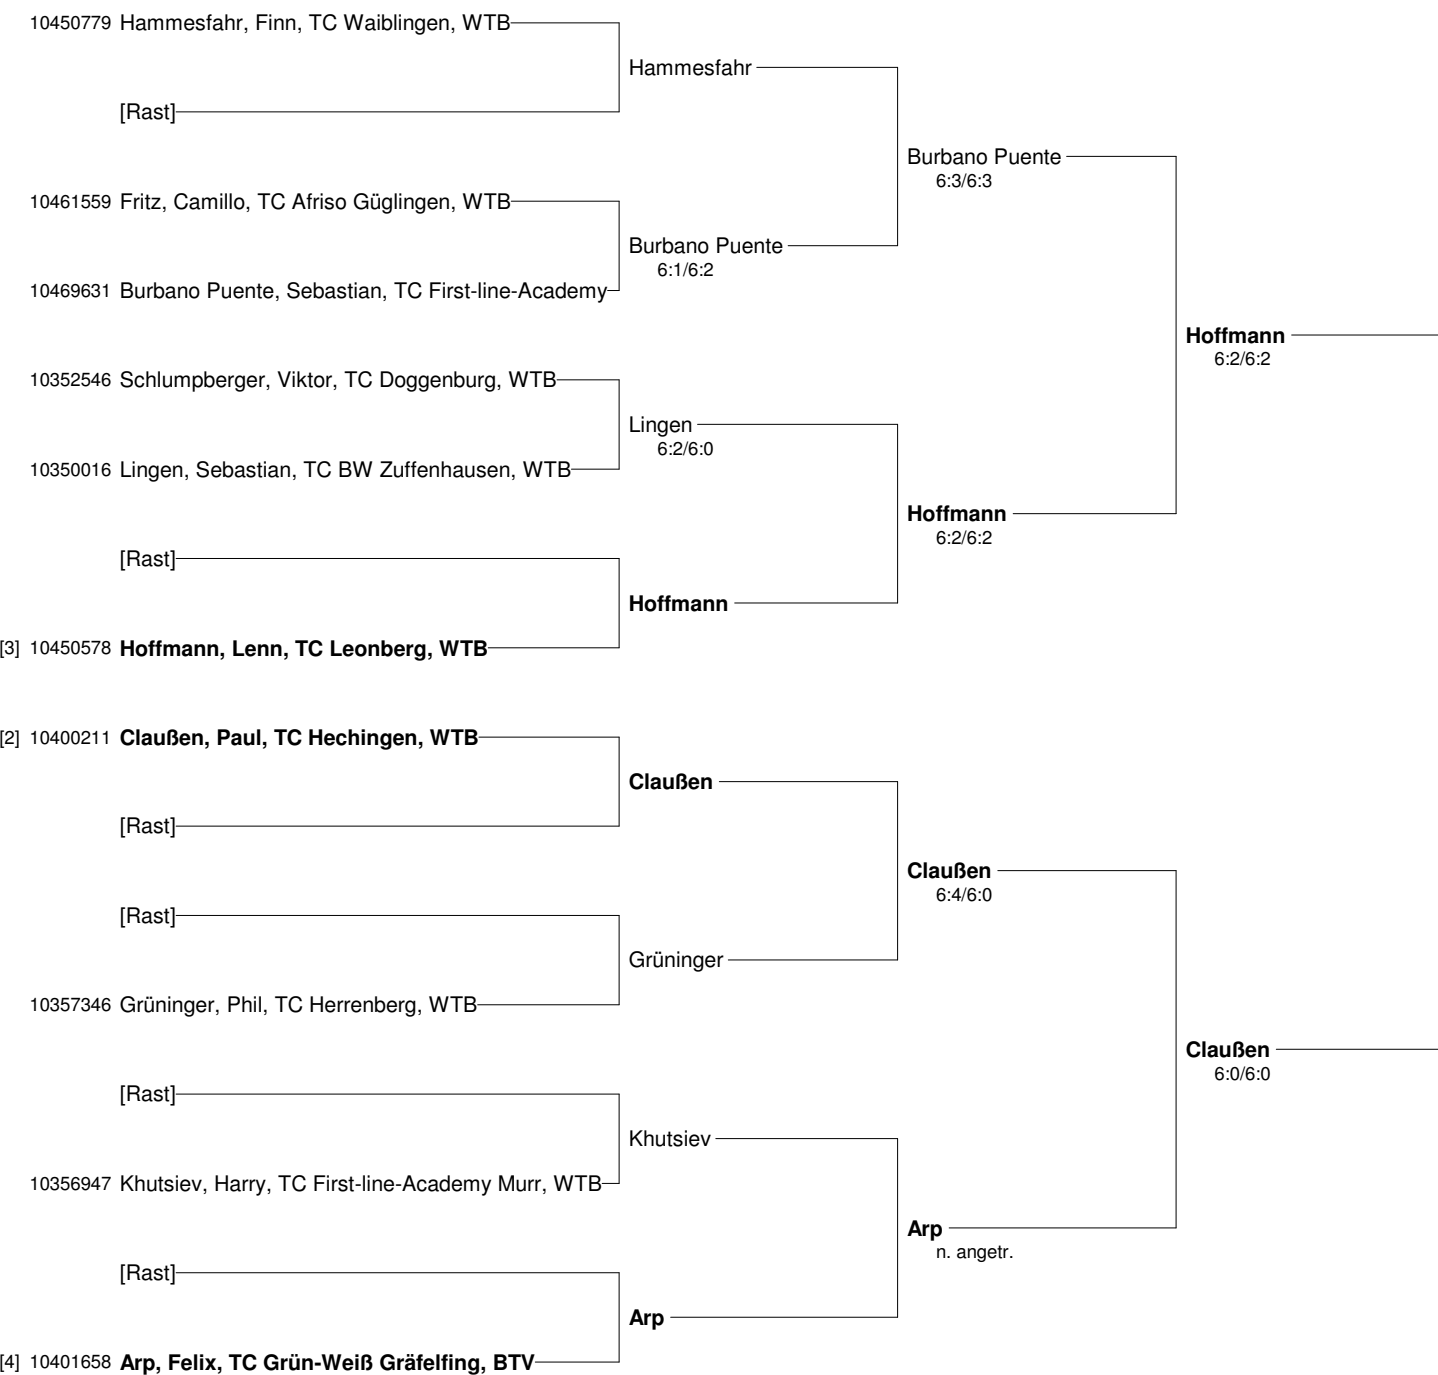 10450779 Hammesfahr, Finn, TC Waiblingen, WTB
Hammesfahr
[Rast]
Burbano Puente
6:3/6:3
10461559 Fritz, Camillo, TC Afriso Güglingen, WTB
Burbano Puente
6:1/6:2
10469631 Burbano Puente, Sebastian, TC First-line-Academy
Hoffmann
6:2/6:2
10352546 Schlumpberger, Viktor, TC Doggenburg, WTB
Lingen
6:2/6:0
10350016 Lingen, Sebastian, TC BW Zuffenhausen, WTB
Hoffmann
6:2/6:2
[Rast]
Hoffmann
[3] 10450578 Hoffmann, Lenn, TC Leonberg, WTB
[2] 10400211 Claußen, Paul, TC Hechingen, WTB
Claußen
[Rast]
Claußen
6:4/6:0
[Rast]
Grüninger
10357346 Grüninger, Phil, TC Herrenberg, WTB
Claußen
6:0/6:0
[Rast]
Khutsiev
10356947 Khutsiev, Harry, TC First-line-Academy Murr, WTB
Arp
n. angetr.
[Rast]
Arp
[4] 10401658 Arp, Felix, TC Grün-Weiß Gräfelfing, BTV